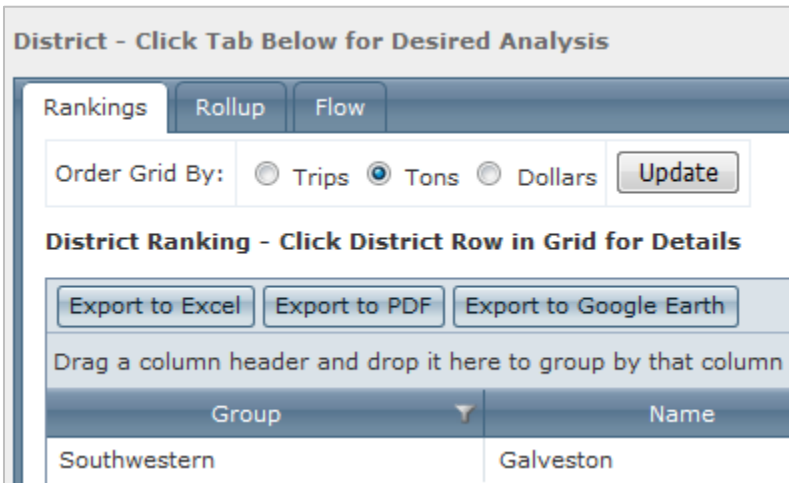 District - Click Tab Below for Desired Analysis
Rankings Rollup Flow
Order Grid By: Trips Tons Dollars Update
District Ranking - Click District Row in Grid for Details
Export to Excel Export to PDF Export to Google Earth
Drag a column header and drop it here to group by that column
Group Name
Southwestern Galveston